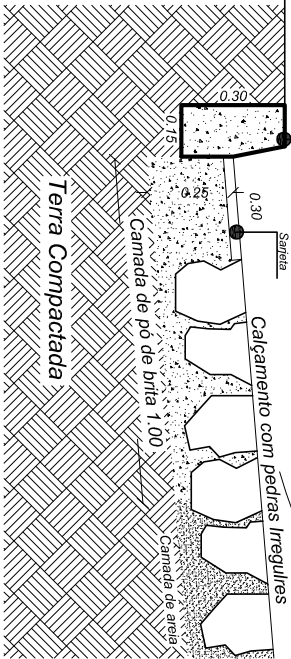 0.30
0.15
0.25
0.30
Sarjeta
Calçamento com pedras Irregulres
Camada de pó de brita 1.00
Camada de areia
Terra Compactada